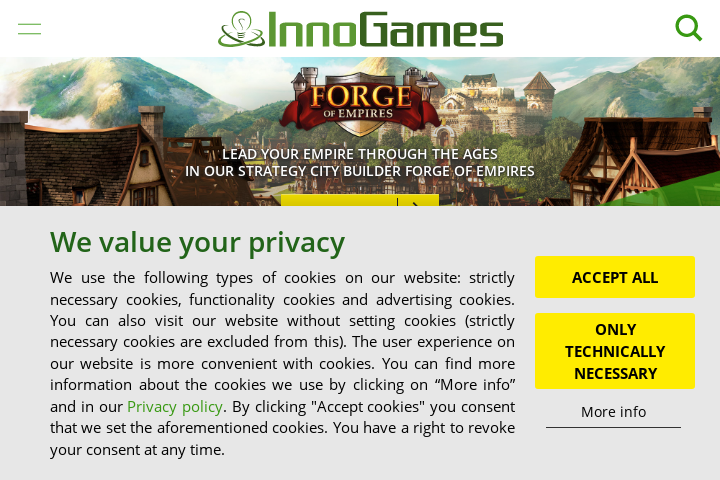 InnoGames
FORGE
OF EMPIRES
LEAD YOUR EMPIRE THROUGH THE AGES
IN OUR STRATEGY CITY BUILDER FORGE OF EMPIRES
We value your privacy
We use the following types of cookies on our website: strictly
necessary cookies, functionality cookies and advertising cookies.
You can also visit our website without setting cookies (strictly
necessary cookies are excluded from this). The user experience on
our website is more convenient with cookies. You can find more
information about the cookies we use by clicking on “More info”
and in our Privacy policy. By clicking "Accept cookies" you consent
that we set the aforementioned cookies. You have a right to revoke
your consent at any time.
ACCEPT ALL
ONLY
TECHNICALLY
NECESSARY
More info